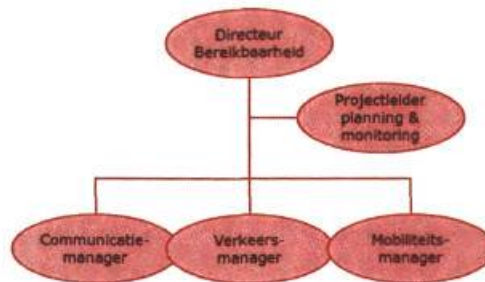 Directeur
Bereikbaarheid
Projectleider
planning &
monitoring
Communicatie-
manager
Verkeers-
manager
Mobiliteits-
manager